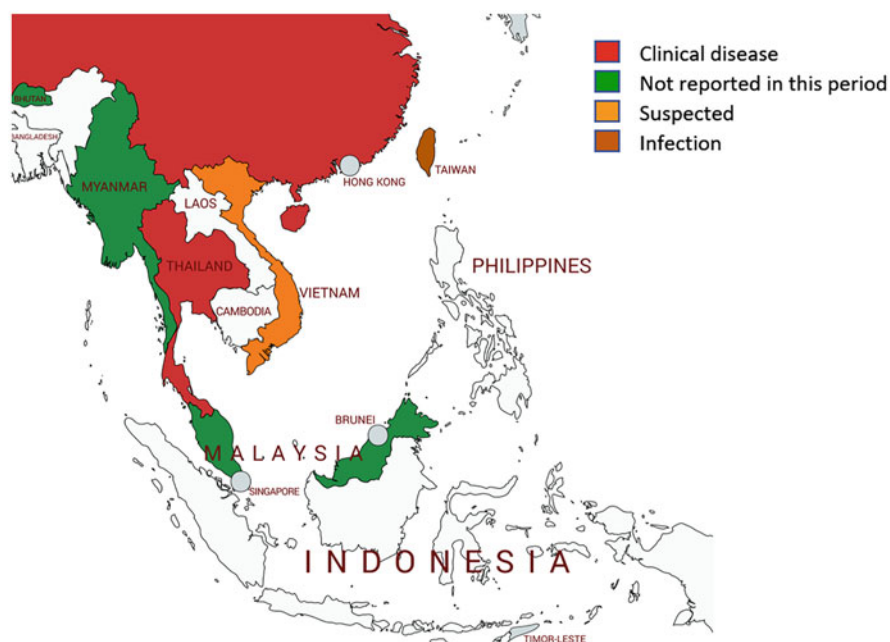 Clinical disease
Not reported in this period
Suspected
Infection
BHUTAN
BANGLADESH
MYANMAR
LAOS
HONG KONG
TAIWAN
THAILAND
PHILIPPINES
VIETNAM
CAMBODIA
BRUNEI
MALAYSIA
SINGAPORE
INDONESIA
TIMOR-LESTE